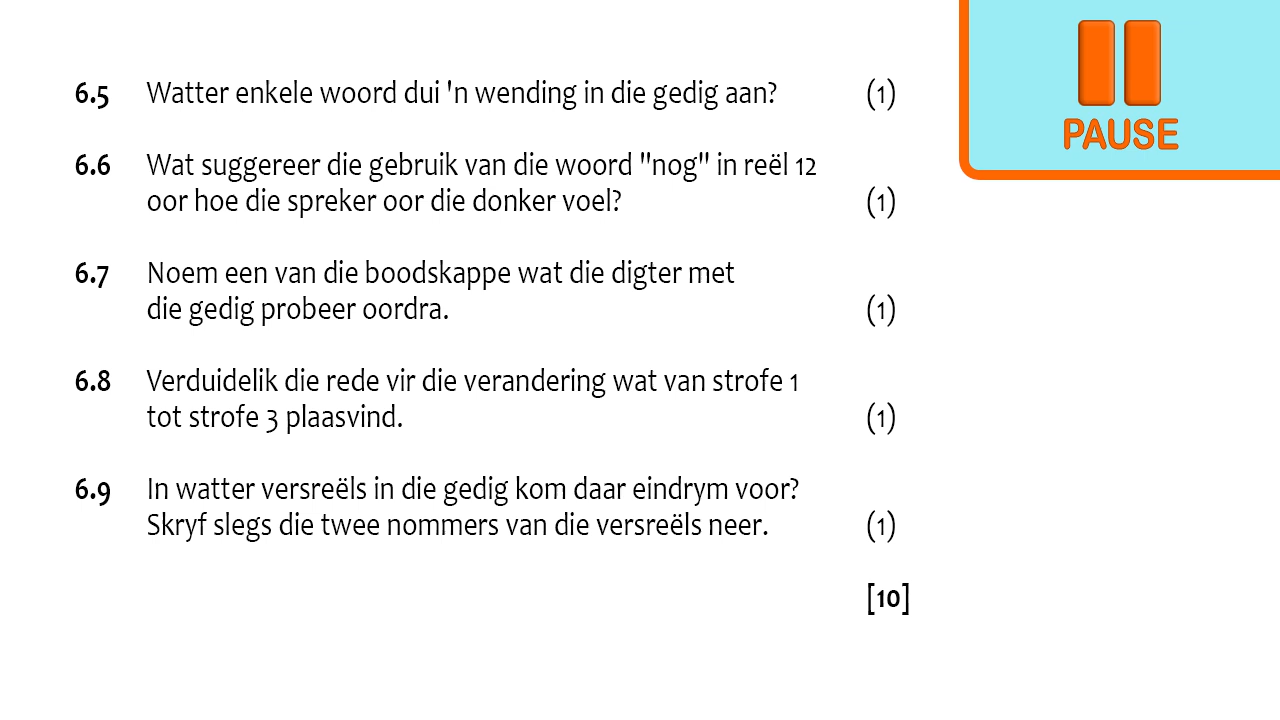 6.5 Watter enkele woord dui 'n wending in die gedig aan? (1)
PAUSE
6.6 Wat suggereer die gebruik van die woord "nog" in reël 12
oor hoe die spreker oor die donker voel? (1)
6.7 Noem een van die boodskappe wat die digter met
die gedig probeer oordra. (1)
6.8 Verduidelik die rede vir die verandering wat van strofe 1
tot strofe 3 plaasvind. (1)
6.9 In watter versreëls in die gedig kom daar eindrym voor?
Skryf slegs die twee nommers van die versreëls neer. (1)
[10]